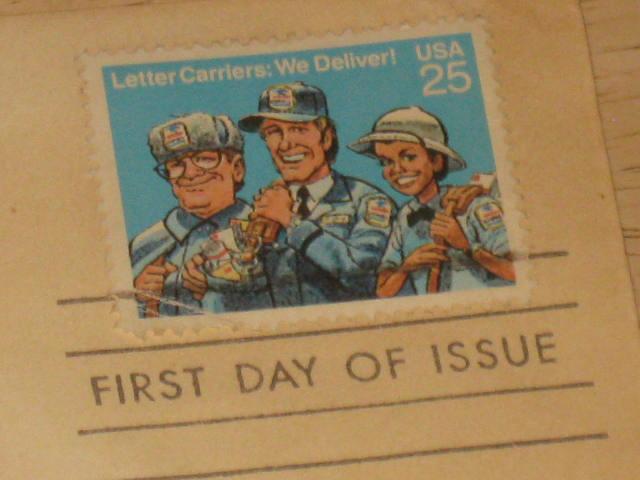 Letter Carriers: We Deliver!
USA
25
FIRST DAY OF ISSUE